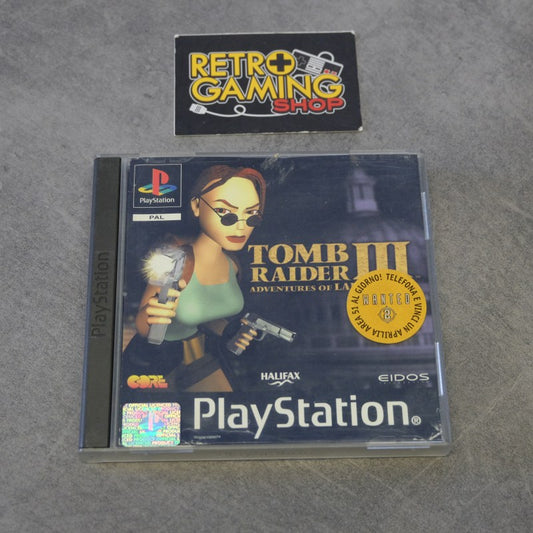 RETRO
GAMING
SHOP
PlayStation
PAL
PlayStation
TOMB
RAIDER III
ADVENTURES OF LA
TELEFONA E VINCI UN APRILIA AREA 51 AL GIORNO!
WANTED
CORE
HALIFAX
EIDOS
PlayStation®